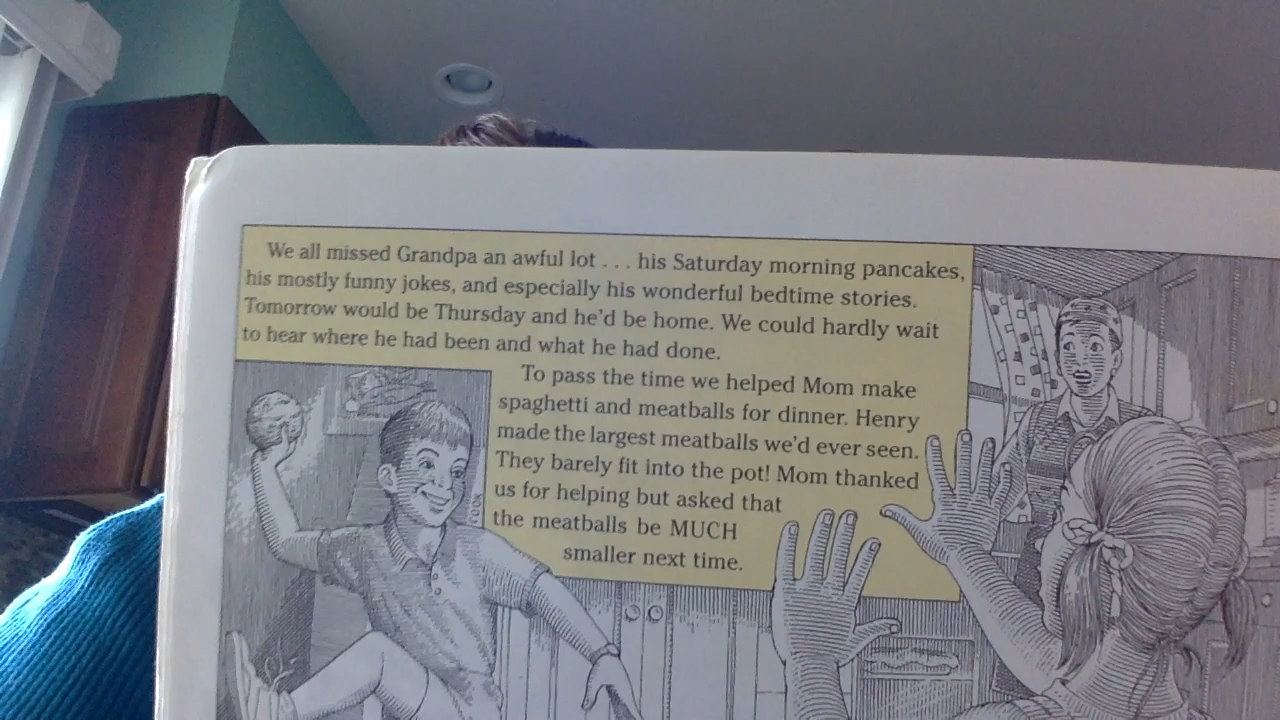 We all missed Grandpa an awful lot . . . his Saturday morning pancakes,
his mostly funny jokes, and especially his wonderful bedtime stories.
Tomorrow would be Thursday and he'd be home. We could hardly wait
to hear where he had been and what he had done.
To pass the time we helped Mom make
spaghetti and meatballs for dinner. Henry
made the largest meatballs we'd ever seen.
They barely fit into the pot! Mom thanked
us for helping but asked that
the meatballs be MUCH
smaller next time.